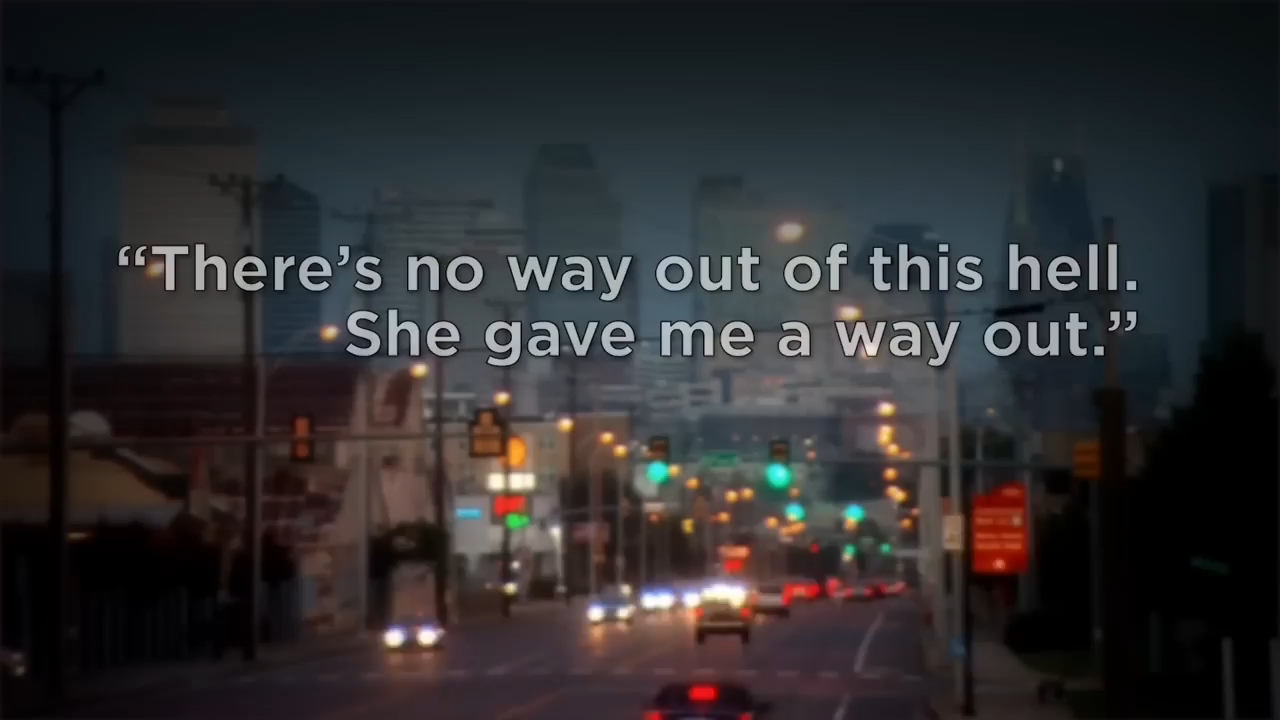 “There’s no way out of this hell.
She gave me a way out.”